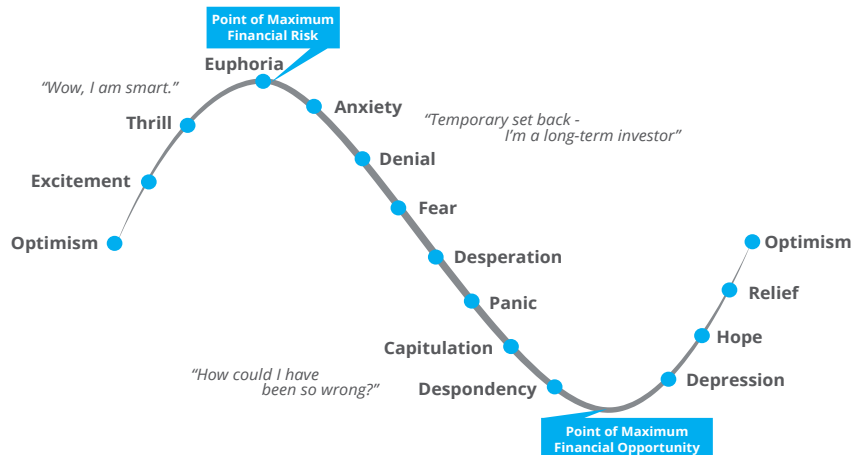 Point of Maximum
Financial Risk
Euphoria
“Wow, I am smart.”
Thrill
Anxiety
“Temporary set back -
I’m a long-term investor”
Denial
Excitement
Fear
Optimism
Optimism
Desperation
Relief
Panic
Hope
Capitulation
“How could I have
been so wrong?”
Despondency
Depression
Point of Maximum
Financial Opportunity